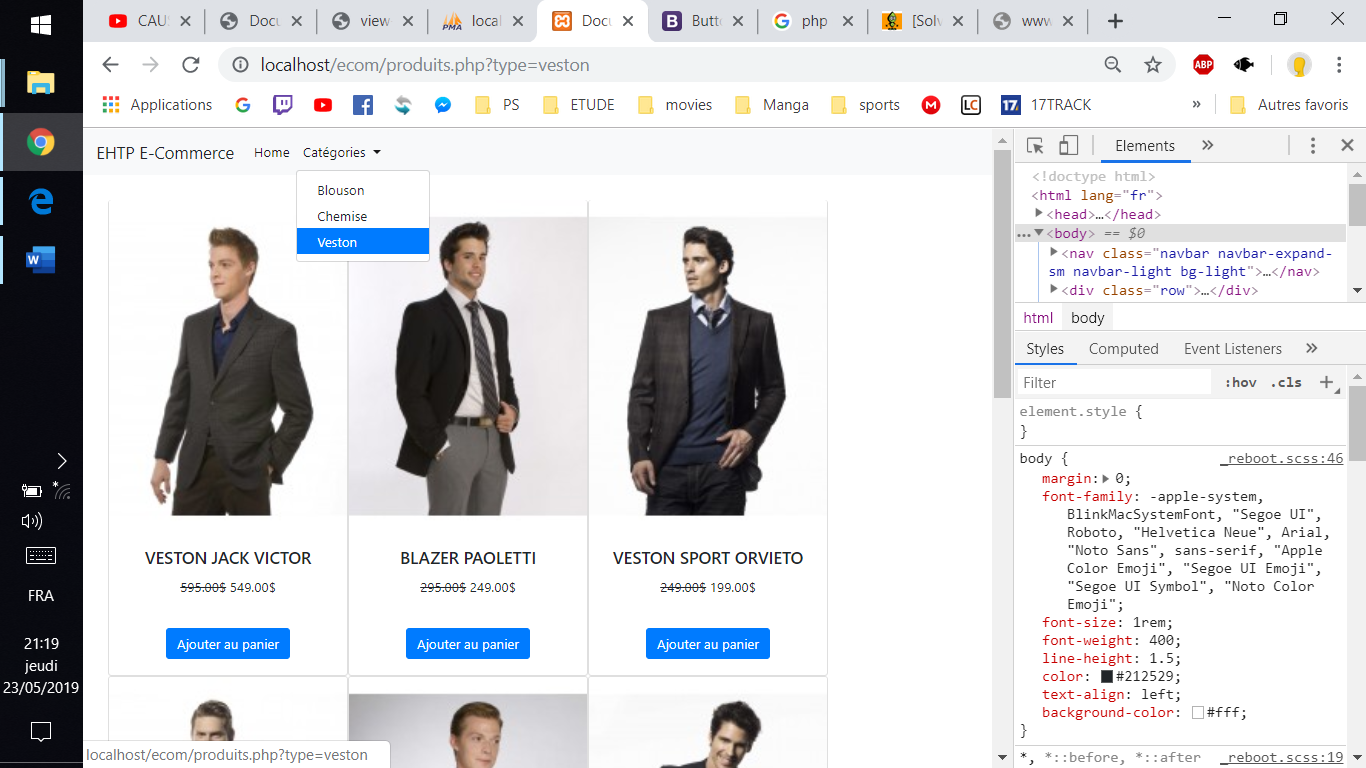 CAU
Docu
view
PMA
local
Docu
Butt
php
[Solv
www
localhost/ecom/produits.php?type=veston
ABP
Applications
PS
ETUDE
movies
Manga
sports
M
LC
17
17TRACK
»
Autres favoris
EHTP E-Commerce
Home
Catégories
Blouson
Chemise
Veston
VESTON JACK VICTOR
595.00$ 549.00$
Ajouter au panier
BLAZER PAOLETTI
295.00$ 249.00$
Ajouter au panier
VESTON SPORT ORVIETO
249.00$ 199.00$
Ajouter au panier
localhost/ecom/produits.php?type=veston
Elements
»
<!doctype html>
<html lang="fr">
<head>…</head>
<body> == $0
<nav class="navbar navbar-expand-
sm navbar-light bg-light">…</nav>
<div class="row">…</div>
html
body
Styles
Computed
Event Listeners
»
Filter
:hov
.cls
element.style {
}
body {
_reboot.scss:46
margin: 0;
font-family: -apple-system,
BlinkMacSystemFont, "Segoe UI",
Roboto, "Helvetica Neue", Arial,
"Noto Sans", sans-serif, "Apple
Color Emoji", "Segoe UI Emoji",
"Segoe UI Symbol", "Noto Color
Emoji";
font-size: 1rem;
font-weight: 400;
line-height: 1.5;
color: #212529;
text-align: left;
background-color: #fff;
}
*, *::before, *::after
_reboot.scss:19
FRA
21:19
jeudi
23/05/2019